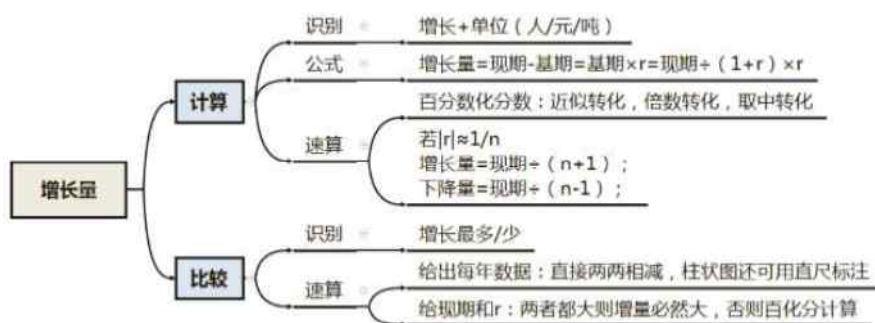 增长量
计算
识别
增长+单位（人/元/吨）
公式
增长量=现期-基期=基期×r=现期÷（1+r）×r
速算
百分数化分数：近似转化，倍数转化，取中转化
若|r|≈1/n
增长量=现期÷（n+1）；
下降量=现期÷（n-1）；
比较
识别
增长最多/少
速算
给出每年数据：直接两两相减，柱状图还可用直尺标注
给现期和r：两者都大则增量必然大，否则百化分计算